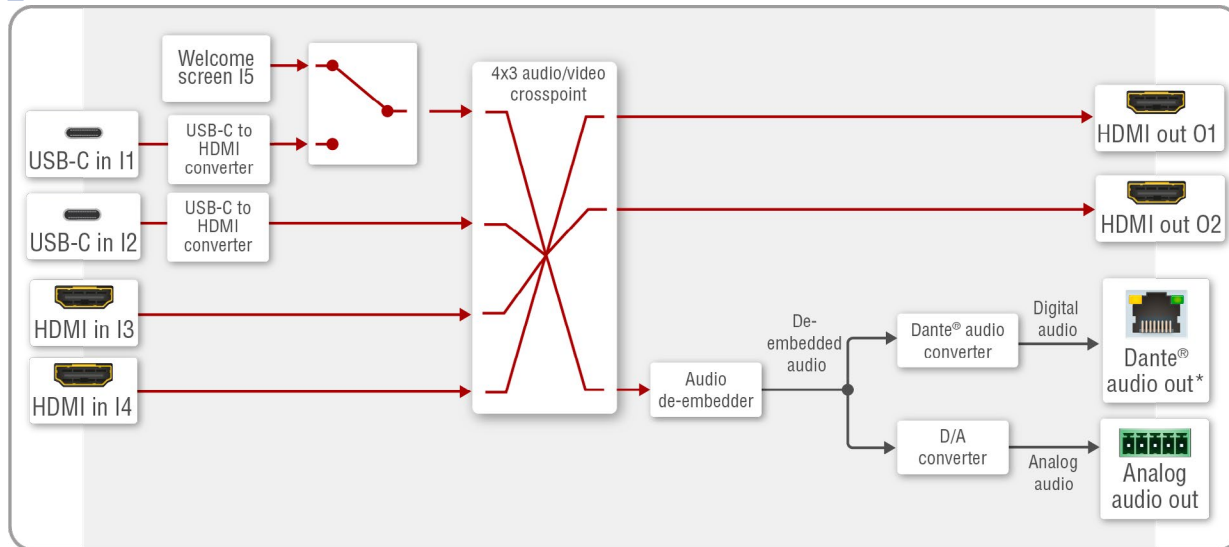 Welcome
screen I5
4x3 audio/video
crosspoint
USB-C in I1
USB-C to
HDMI
converter
HDMI out O1
USB-C in I2
USB-C to
HDMI
converter
HDMI out O2
HDMI in I3
HDMI in I4
Audio
de-embedder
De-
embedded
audio
Dante® audio
converter
Digital
audio
Dante®
audio out*
D/A
converter
Analog
audio
Analog
audio out